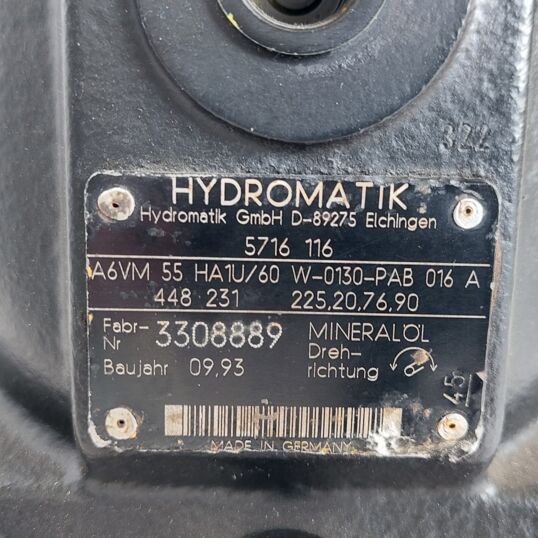 322
HYDROMATIK
Hydromatik GmbH D-89275 Elchingen
5716 116
A6VM 55 HA1U/60 W-0130-PAB 016 A
448 231 225,20,76,90
Fabr-Nr 3308889 MINERALÖL
Baujahr 09,93 Dreh-richtung
45
MADE IN GERMANY